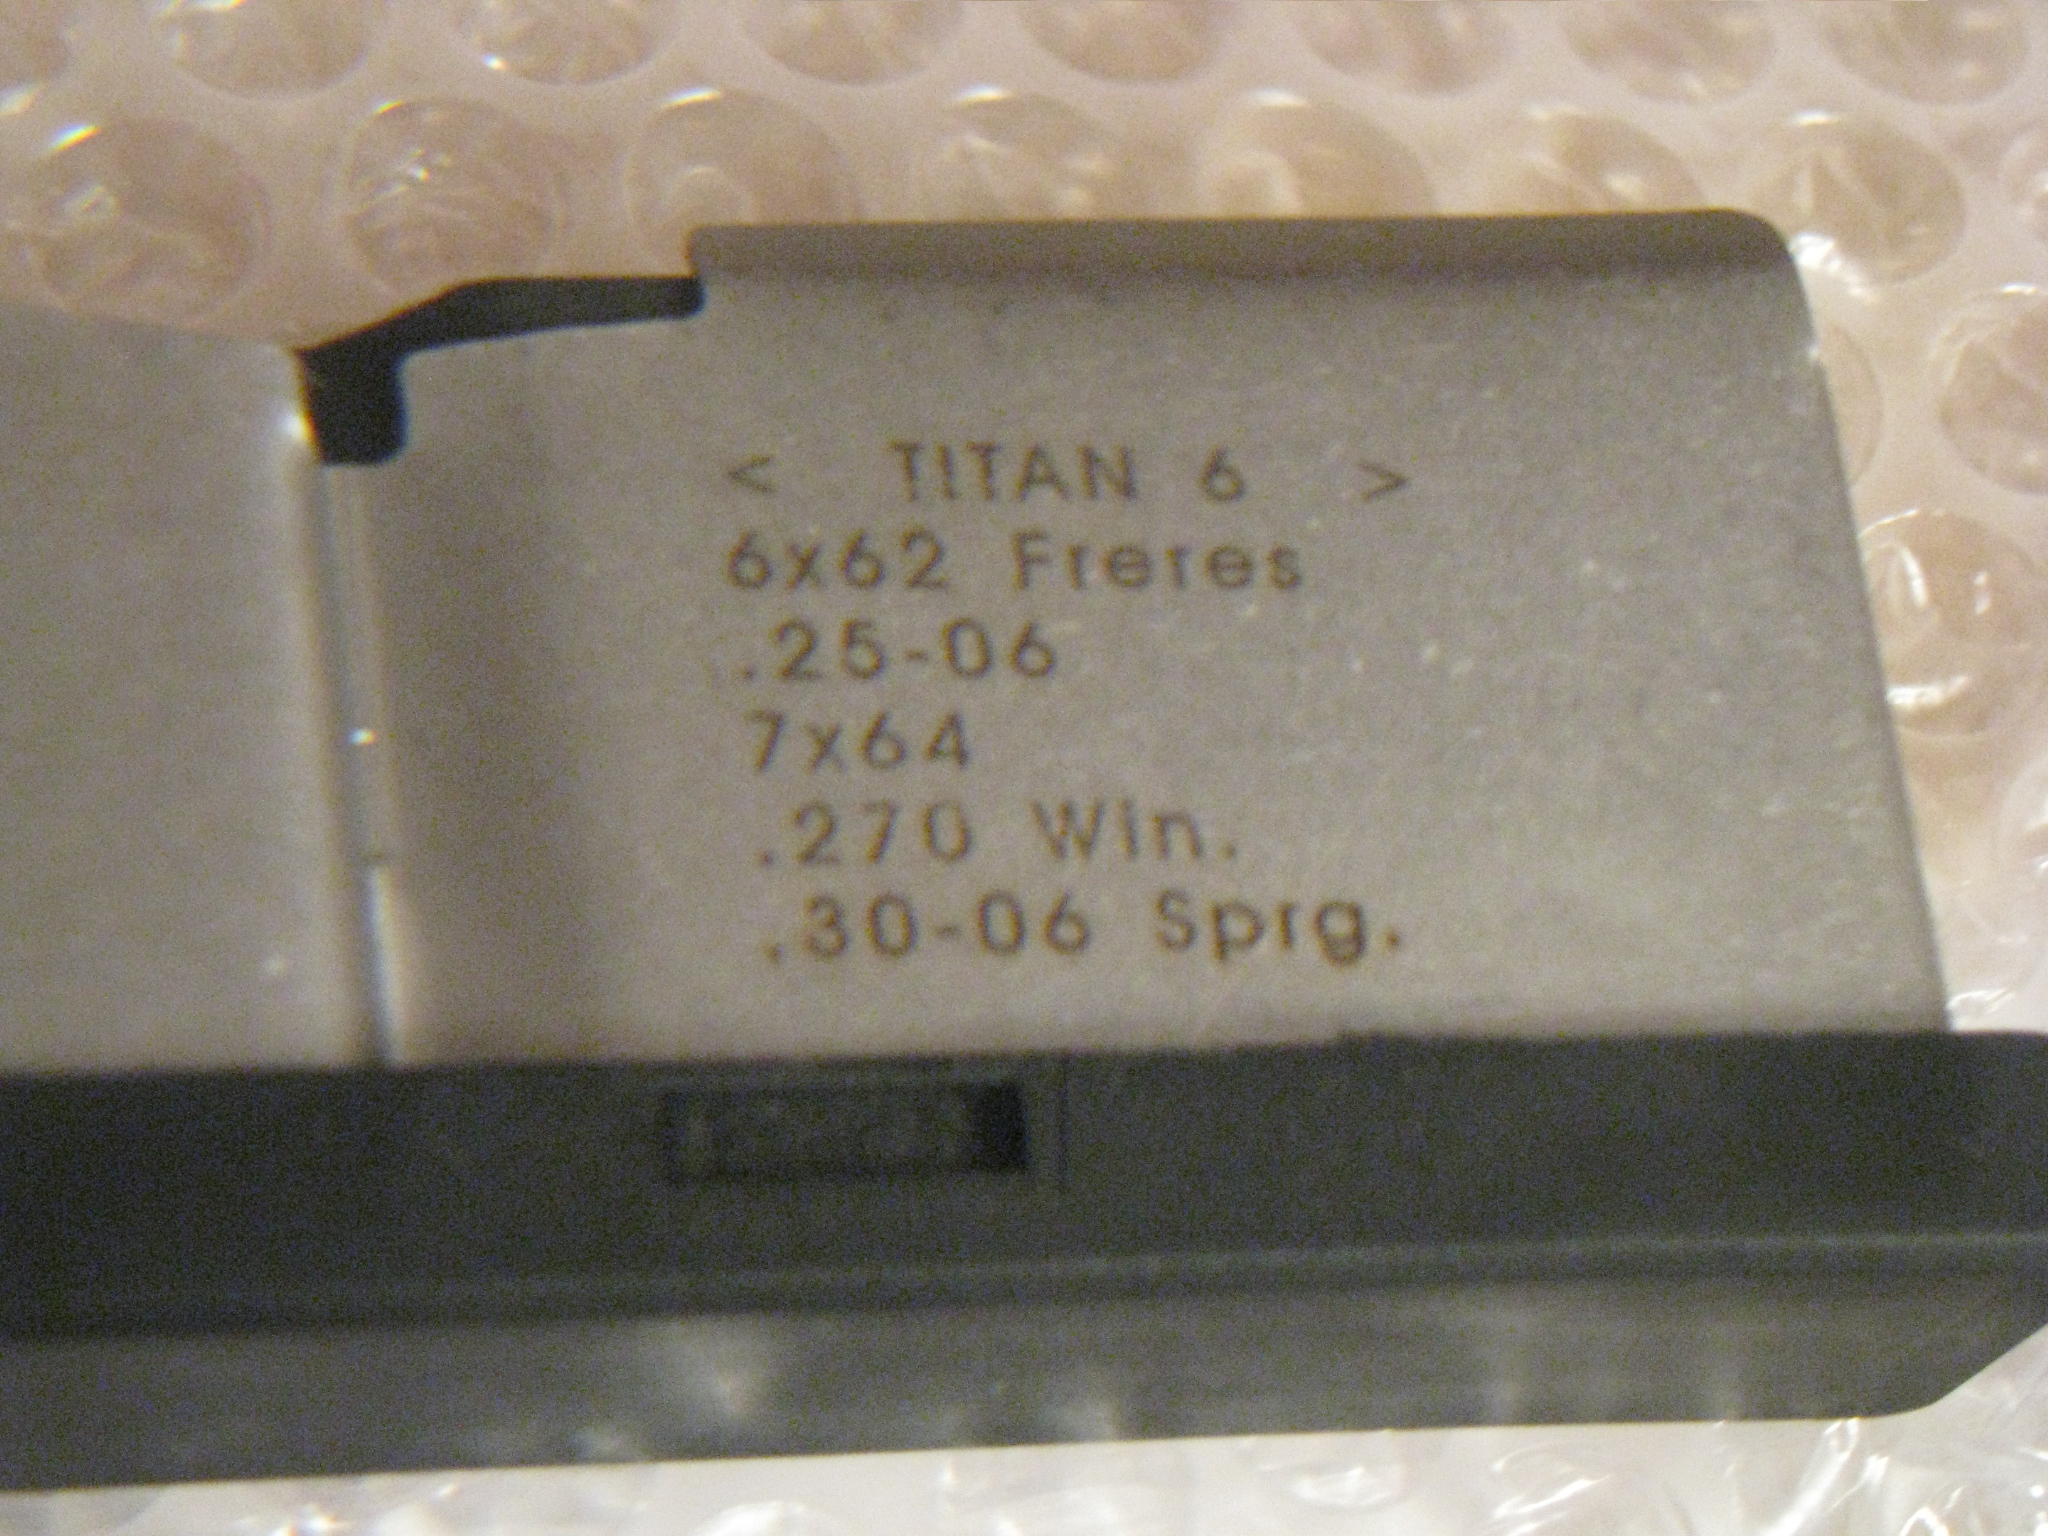 < TITAN 6 >
6x62 Freres
.25-06
7x64
.270 Win.
.30-06 Sprg.